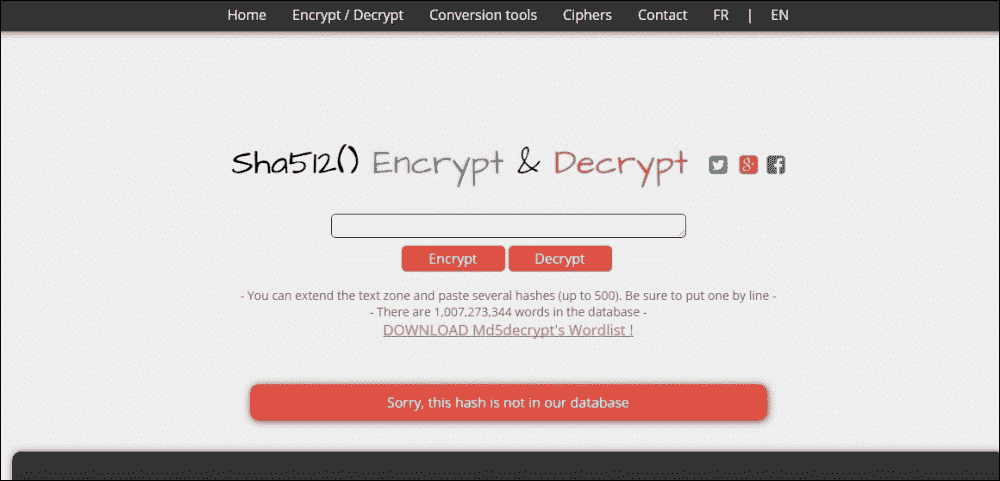 Home Encrypt / Decrypt Conversion tools Ciphers Contact FR | EN
Sha512() Encrypt & Decrypt
Encrypt Decrypt
- You can extend the text zone and paste several hashes (up to 500). Be sure to put one by line -
- There are 1,007,273,344 words in the database -
DOWNLOAD Md5decrypt's Wordlist !
Sorry, this hash is not in our database